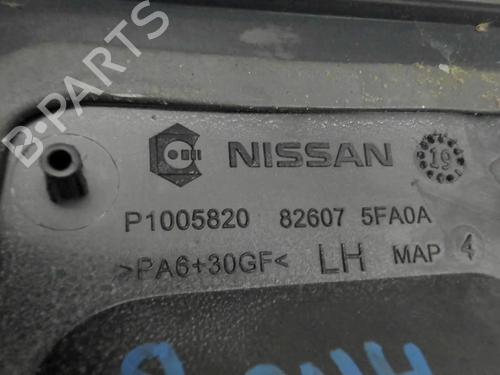 NISSAN 19
P1005820 82607 5FA0A
>PA6+30GF< LH MAP 4
B-PARTS